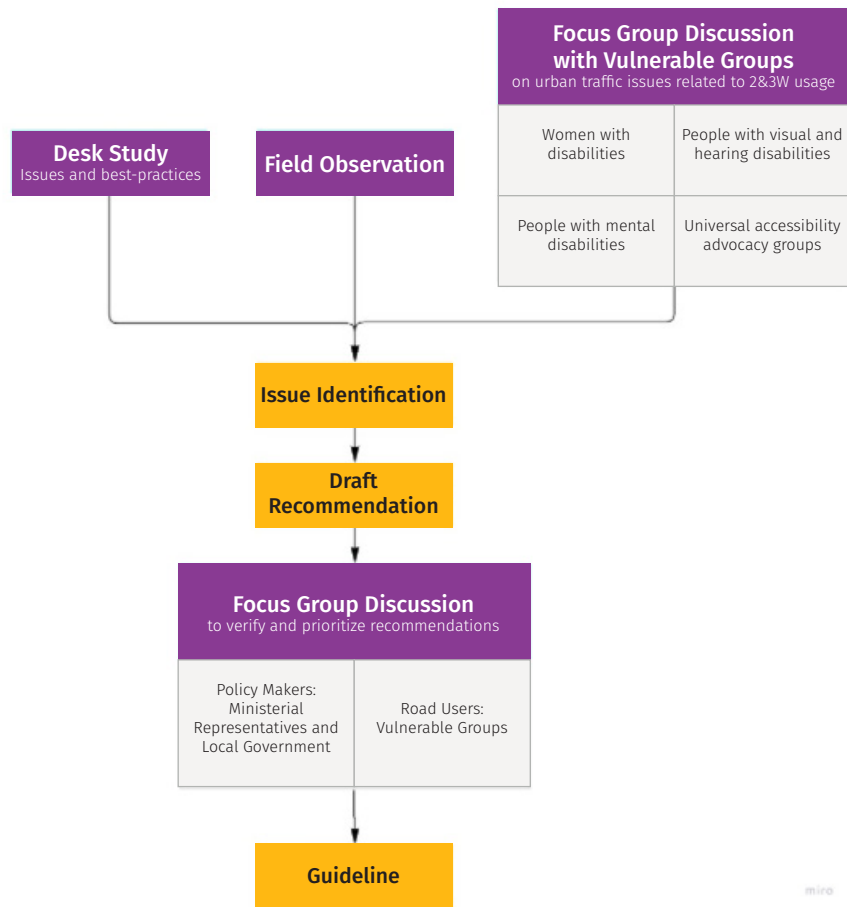 Focus Group Discussion
with Vulnerable Groups
on urban traffic issues related to 2&3W usage
Women with
disabilities
People with visual and
hearing disabilities
People with mental
disabilities
Universal accessibility
advocacy groups
Desk Study
Issues and best-practices
Field Observation
Issue Identification
Draft
Recommendation
Focus Group Discussion
to verify and prioritize recommendations
Policy Makers:
Ministerial
Representatives and
Local Government
Road Users:
Vulnerable Groups
Guideline
miro